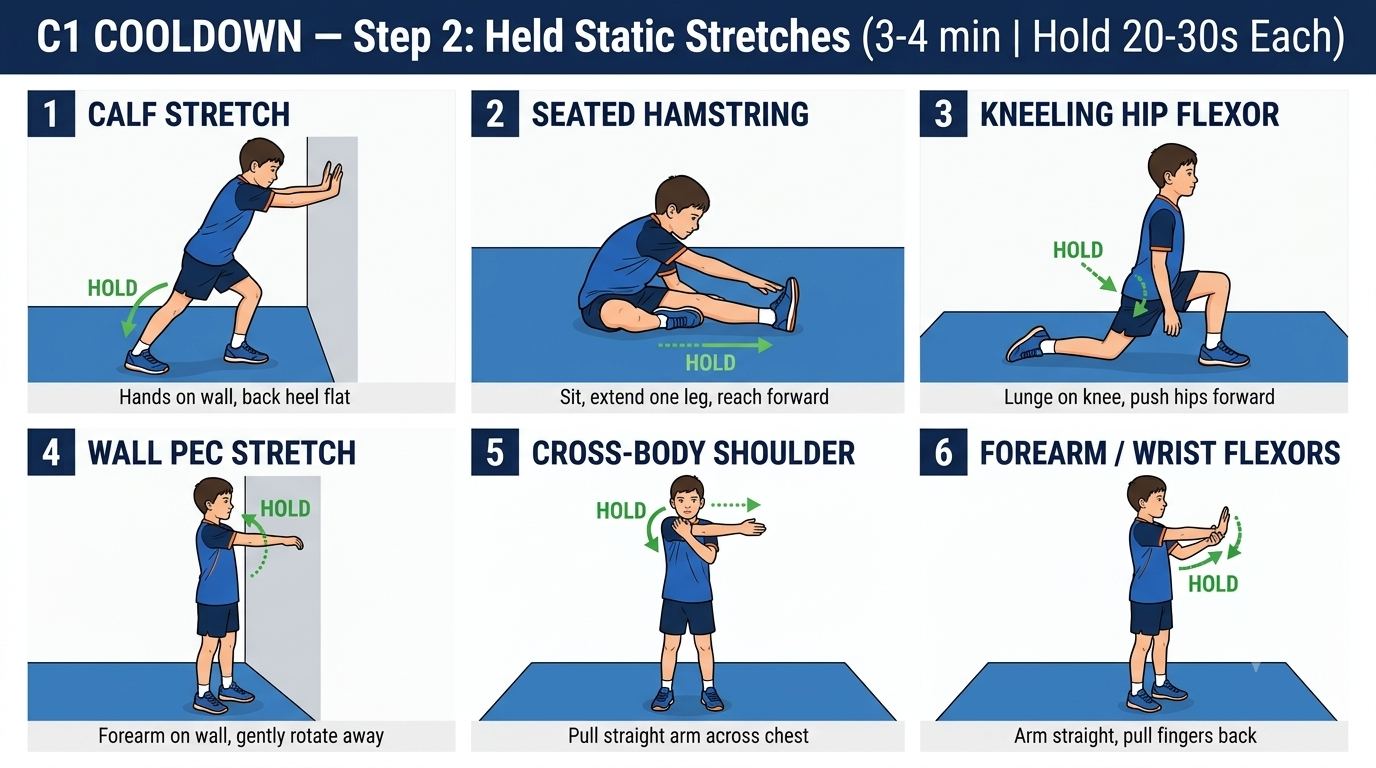 C1 COOLDOWN — Step 2: Held Static Stretches (3-4 min | Hold 20-30s Each)
1 CALF STRETCH
HOLD
Hands on wall, back heel flat
2 SEATED HAMSTRING
HOLD
Sit, extend one leg, reach forward
3 KNEELING HIP FLEXOR
HOLD
Lunge on knee, push hips forward
4 WALL PEC STRETCH
HOLD
Forearm on wall, gently rotate away
5 CROSS-BODY SHOULDER
HOLD
Pull straight arm across chest
6 FOREARM / WRIST FLEXORS
HOLD
Arm straight, pull fingers back